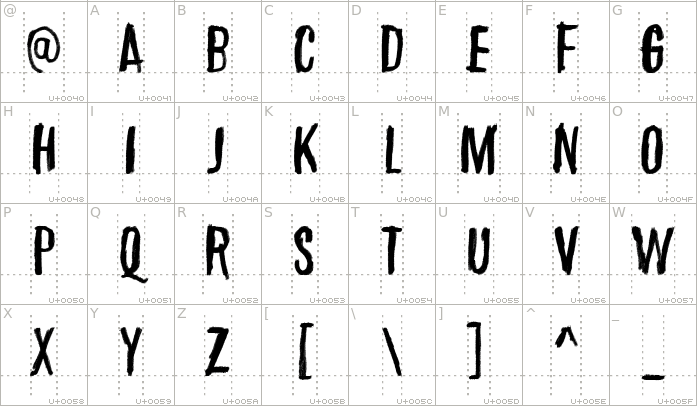 @ A B C D E F G
@ A B C D E F G
U+0040 U+0041 U+0042 U+0043 U+0044 U+0045 U+0046 U+0047
H I J K L M N O
H I J K L M N O
U+0048 U+0049 U+004A U+004B U+004C U+004D U+004E U+004F
P Q R S T U V W
P Q R S T U V W
U+0050 U+0051 U+0052 U+0053 U+0054 U+0055 U+0056 U+0057
X Y Z [ \ ] ^ _
X Y Z [ \ ] ^ _
U+0058 U+0059 U+005A U+005B U+005C U+005D U+005E U+005F